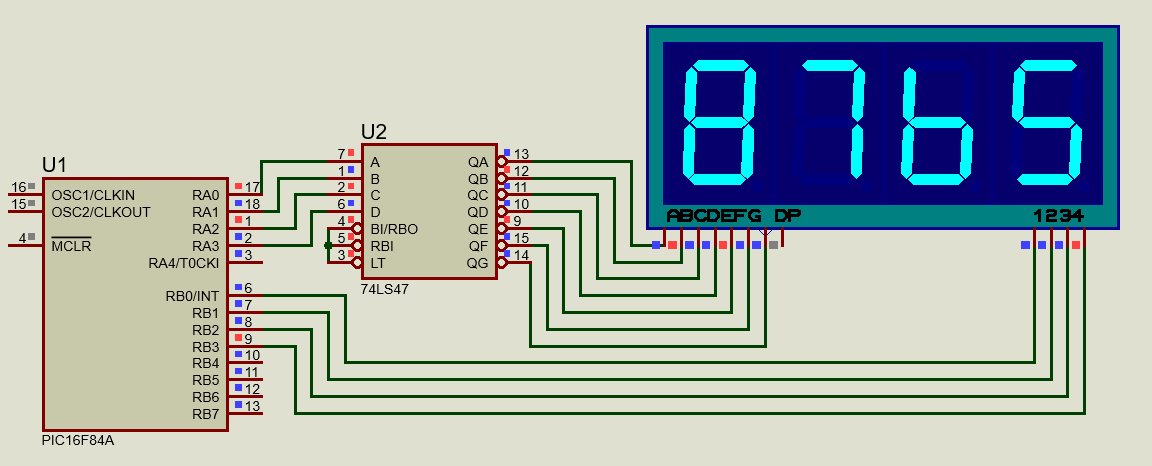 8765
ABCDEFG DP
1234
U1
16 OSC1/CLKIN
15 OSC2/CLKOUT
4 MCLR
RA0 17
RA1 18
RA2 1
RA3 2
RA4/T0CKI 3
RB0/INT 6
RB1 7
RB2 8
RB3 9
RB4 10
RB5 11
RB6 12
RB7 13
PIC16F84A
U2
7 A
1 B
2 C
6 D
4 BI/RBO
5 RBI
3 LT
QA 13
QB 12
QC 11
QD 10
QE 9
QF 15
QG 14
74LS47